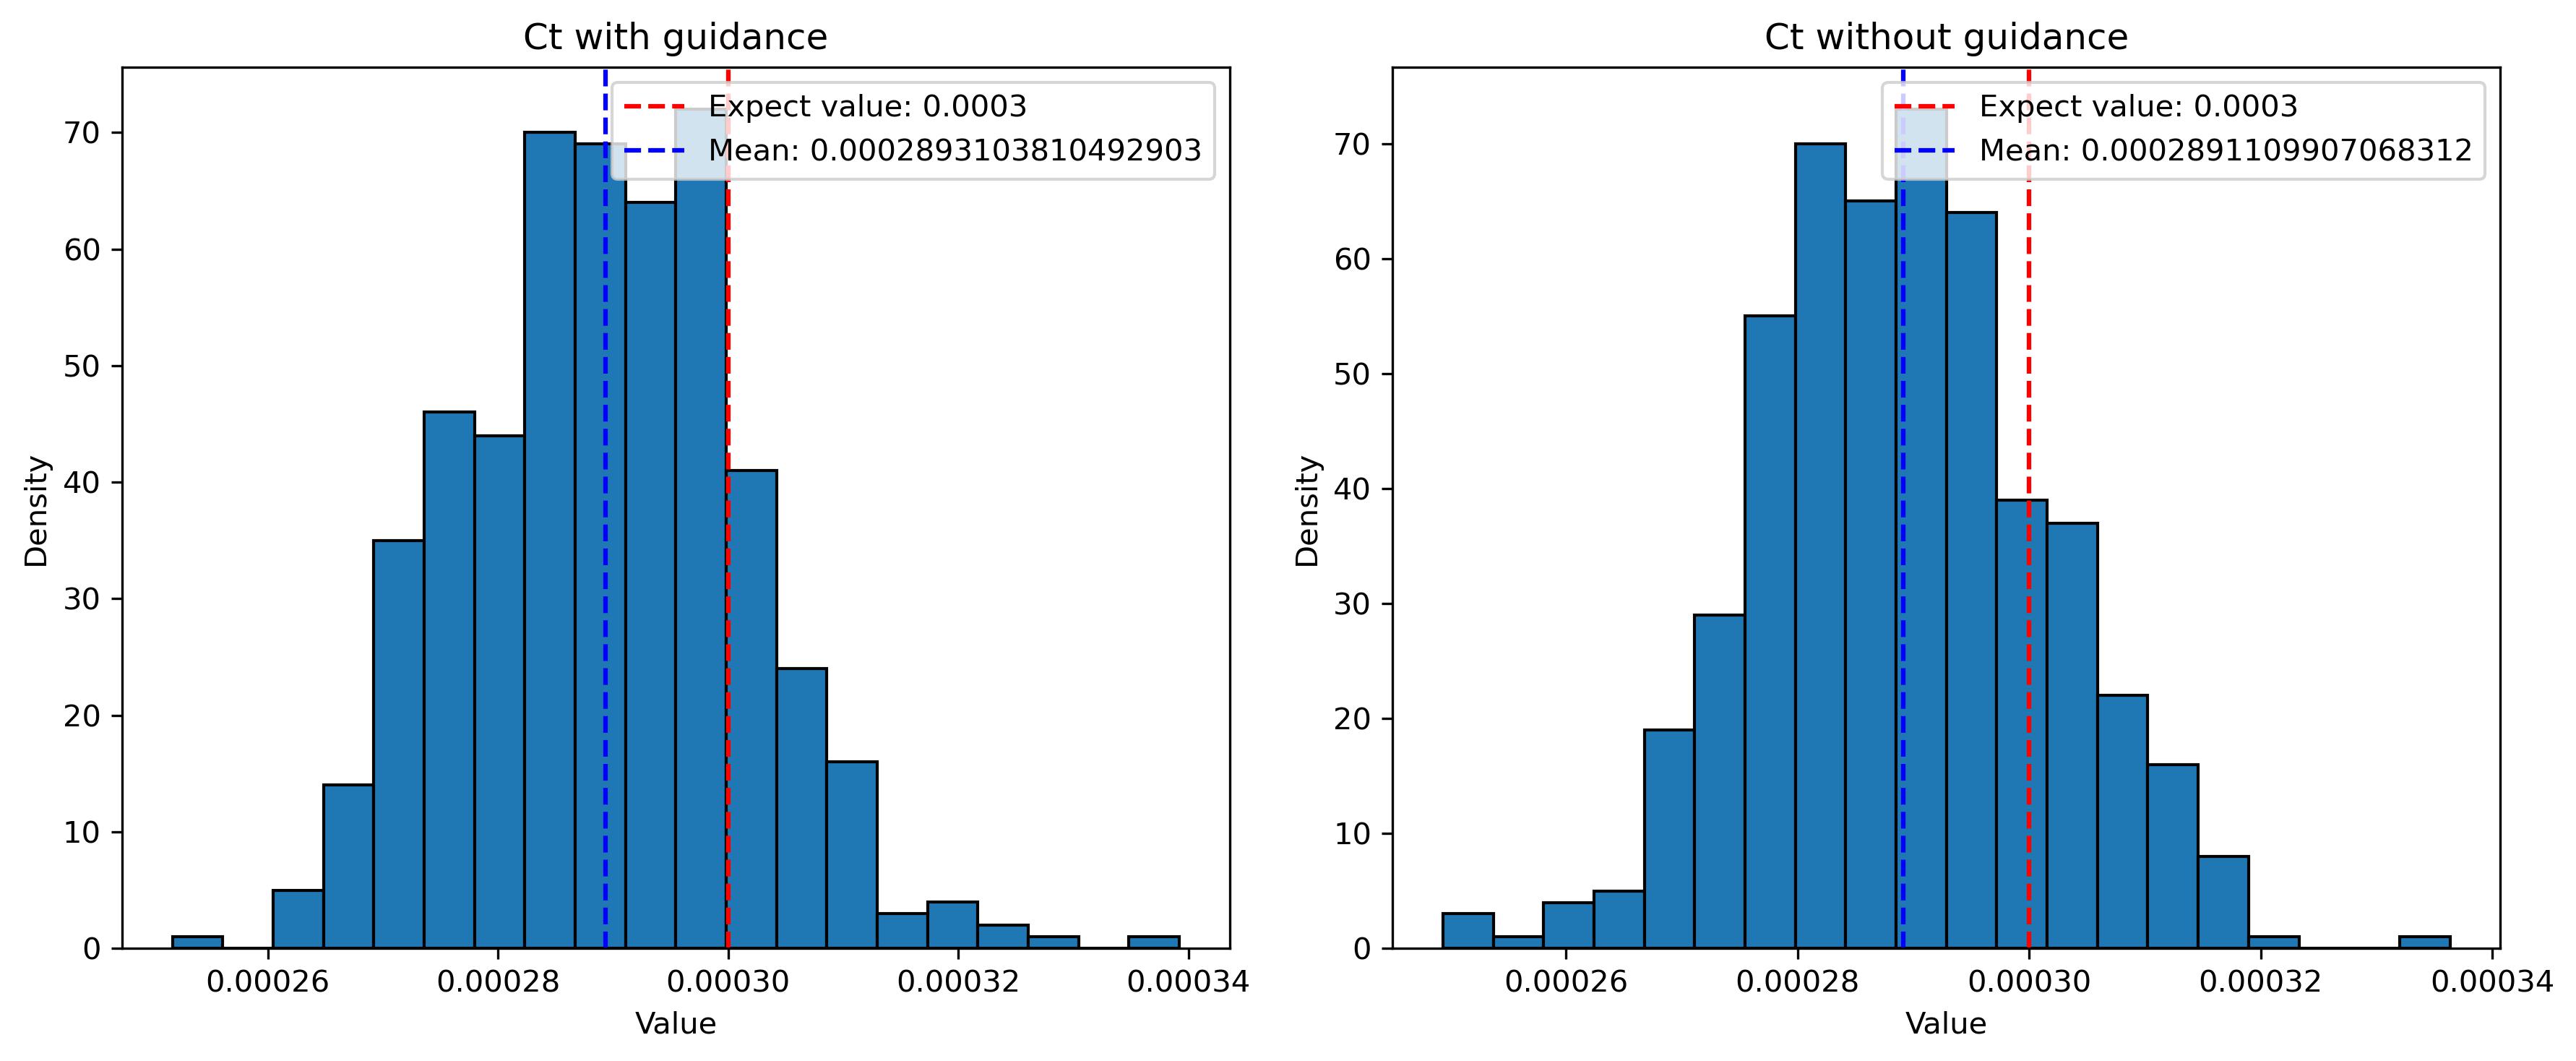 Ct with guidance
Expect value: 0.0003
Mean: 0.0002893103810492903
Density
70
60
50
40
30
20
10
0
0.00026 0.00028 0.00030 0.00032 0.00034
Value
Ct without guidance
Expect value: 0.0003
Mean: 0.0002891109907068312
Density
70
60
50
40
30
20
10
0
0.00026 0.00028 0.00030 0.00032 0.00034
Value